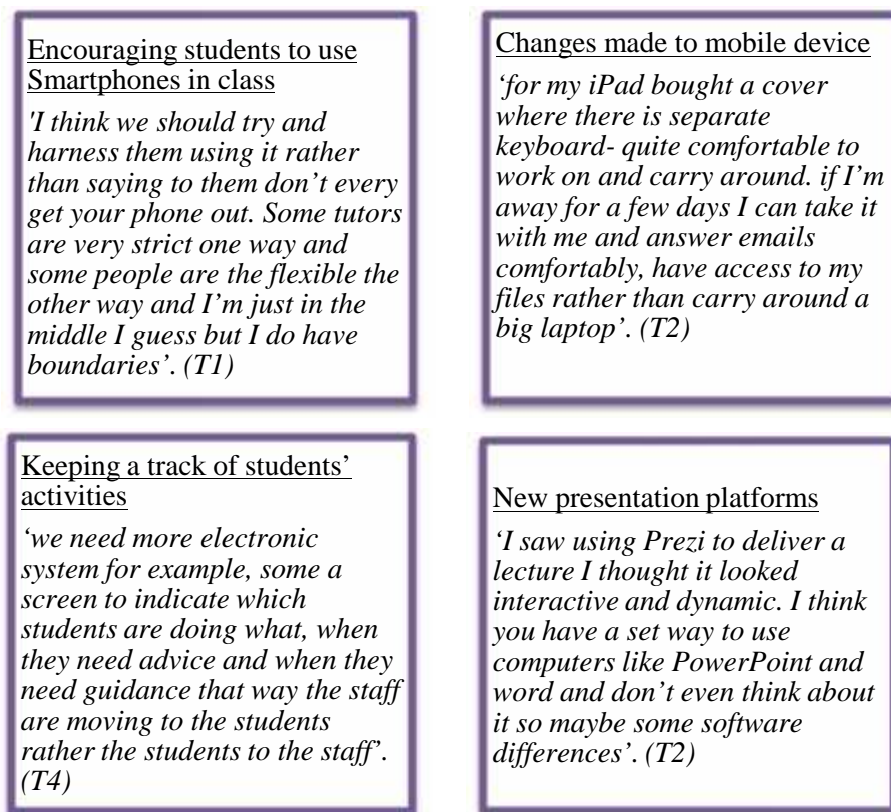 Encouraging students to use
Smartphones in class
'I think we should try and
harness them using it rather
than saying to them don’t every
get your phone out. Some tutors
are very strict one way and
some people are the flexible the
other way and I’m just in the
middle I guess but I do have
boundaries’. (T1)
Changes made to mobile device
‘for my iPad bought a cover
where there is separate
keyboard- quite comfortable to
work on and carry around. if I’m
away for a few days I can take it
with me and answer emails
comfortably, have access to my
files rather than carry around a
big laptop’. (T2)
Keeping a track of students’
activities
‘we need more electronic
system for example, some a
screen to indicate which
students are doing what, when
they need advice and when they
need guidance that way the staff
are moving to the students
rather the students to the staff’.
(T4)
New presentation platforms
‘I saw using Prezi to deliver a
lecture I thought it looked
interactive and dynamic. I think
you have a set way to use
computers like PowerPoint and
word and don’t even think about
it so maybe some software
differences’. (T2)